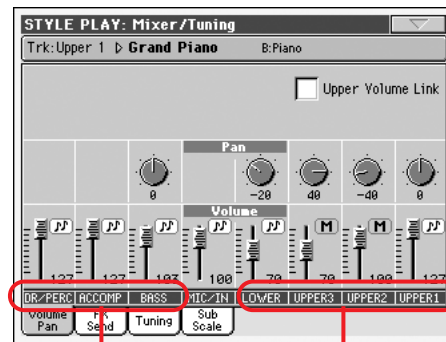 STYLE PLAY: Mixer/Tuning
Trk: Upper 1 ▷ Grand Piano B:Piano
Upper Volume Link
Pan
0 -20 40 -40 0
Volume
M M
127 127 103 100 70 70 100 127
DR/PERC ACCOMP BASS MIC/IN LOWER UPPER3 UPPER2 UPPER1
Volume Pan
FX Send
Tuning
Sub Scale